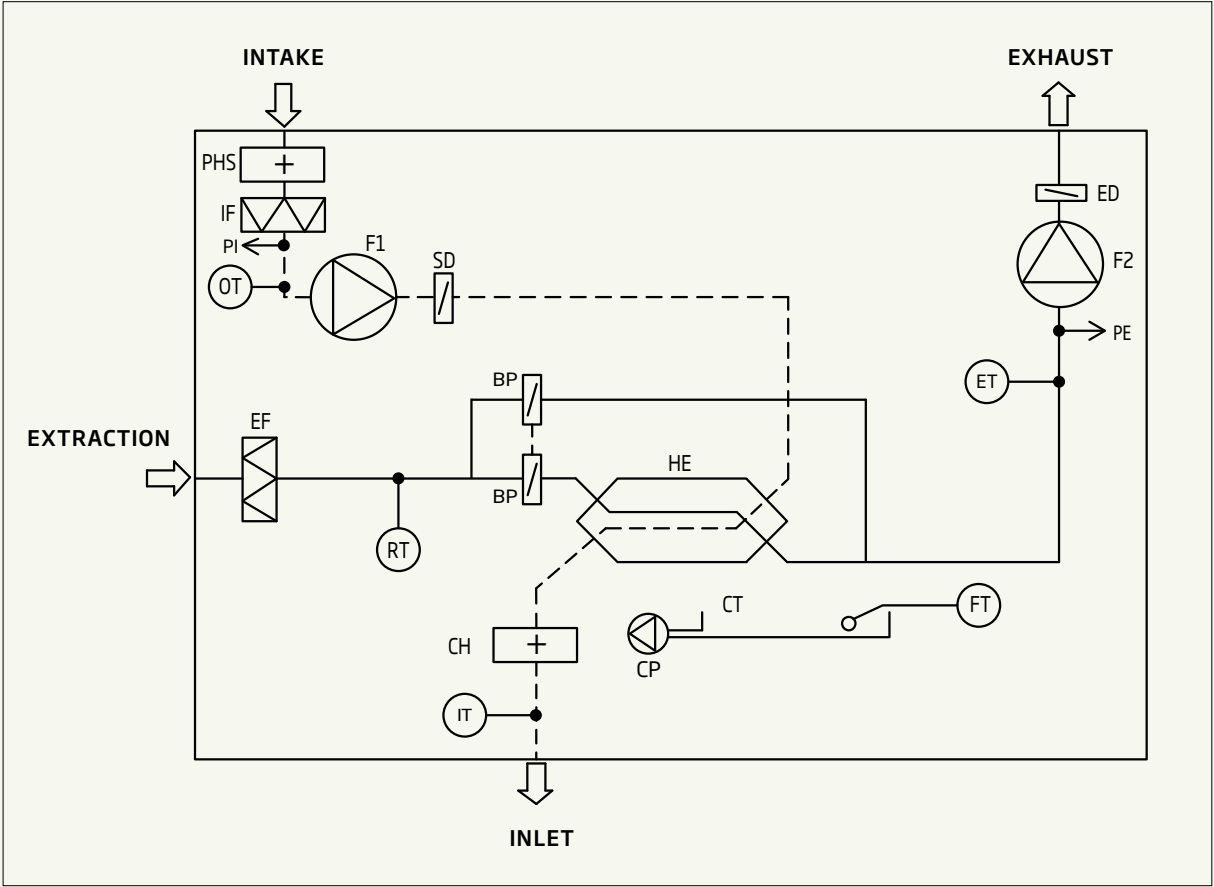 INTAKE
EXHAUST
PHS
+
IF
ED
PI
F1
F2
SD
OT
PE
BP
ET
EF
EXTRACTION
HE
BP
RT
CT
FT
CH
+
CP
IT
INLET